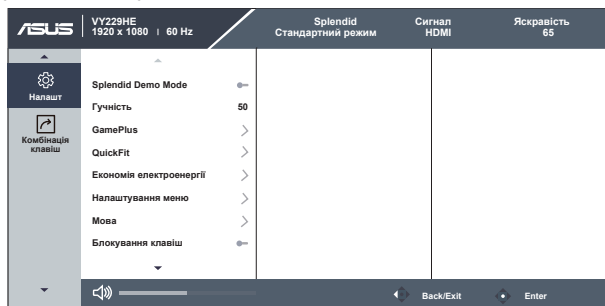 ASUS
VY229HE
1920 x 1080 | 60 Hz
Splendid
Стандартний режим
Сигнал
HDMI
Яскравість
65
Налашт
Комбінація
клавіш
Splendid Demo Mode
Гучність 50
GamePlus
QuickFit
Економія електроенергії
Налаштування меню
Мова
Блокування клавіш
Back/Exit
Enter